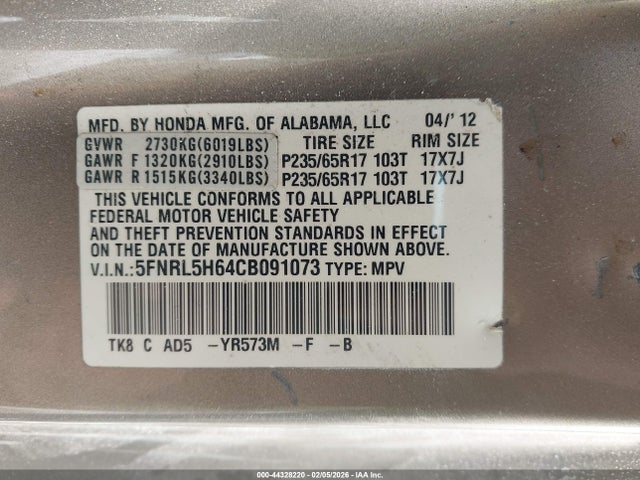 MFD. BY HONDA MFG. OF ALABAMA, LLC 04/' 12
GVWR 2730KG(6019LBS) TIRE SIZE RIM SIZE
GAWR F 1320KG(2910LBS) P235/65R17 103T 17X7J
GAWR R 1515KG(3340LBS) P235/65R17 103T 17X7J
THIS VEHICLE CONFORMS TO ALL APPLICABLE
FEDERAL MOTOR VEHICLE SAFETY
AND THEFT PREVENTION STANDARDS IN EFFECT
ON THE DATE OF MANUFACTURE SHOWN ABOVE.
V.I.N.:5FNRL5H64CB091073 TYPE: MPV
TK8 C AD5 -YR573M -F -B
000-44328220 - 02/05/2026 - IAA Inc.